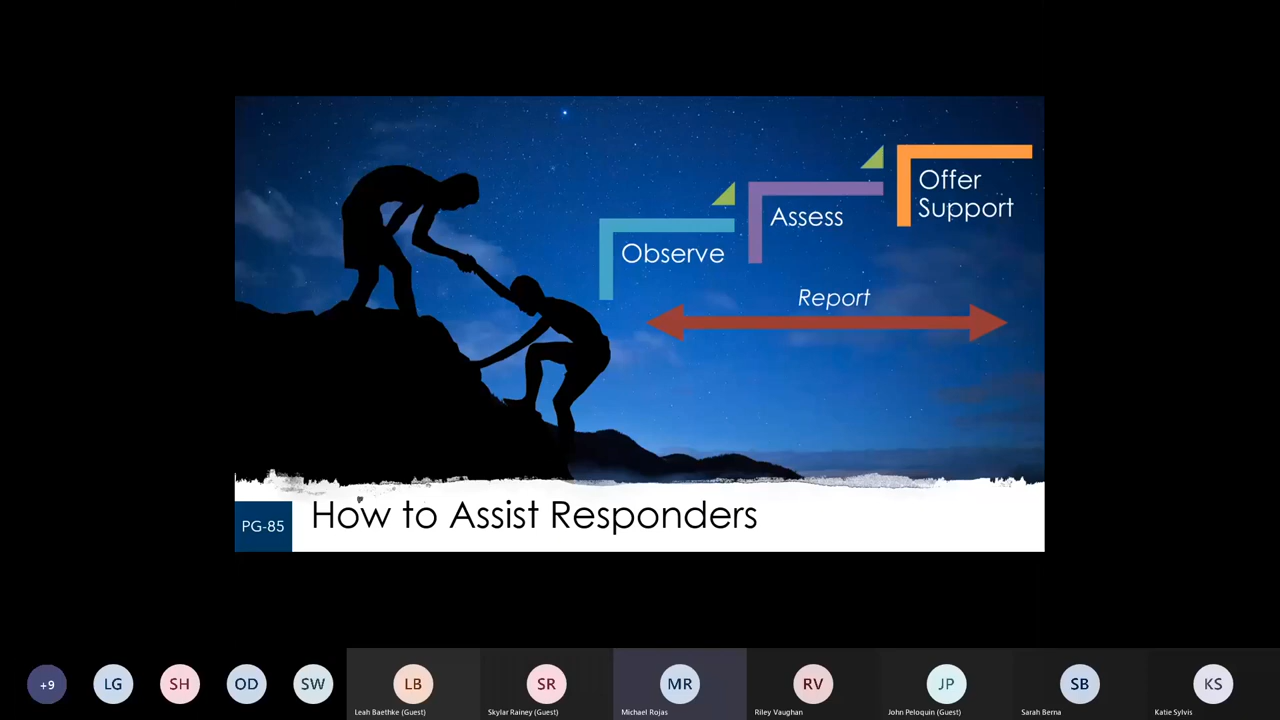 Offer
Support
Assess
Observe
Report
PG-85
How to Assist Responders
+9
LG
SH
OD
SW
LB
SR
MR
RV
JP
SB
KS
Leah Baethke (Guest)
Skylar Rainey (Guest)
Michael Rojas
Riley Vaughan
John Peloquin (Guest)
Sarah Berna
Katie Sylvis